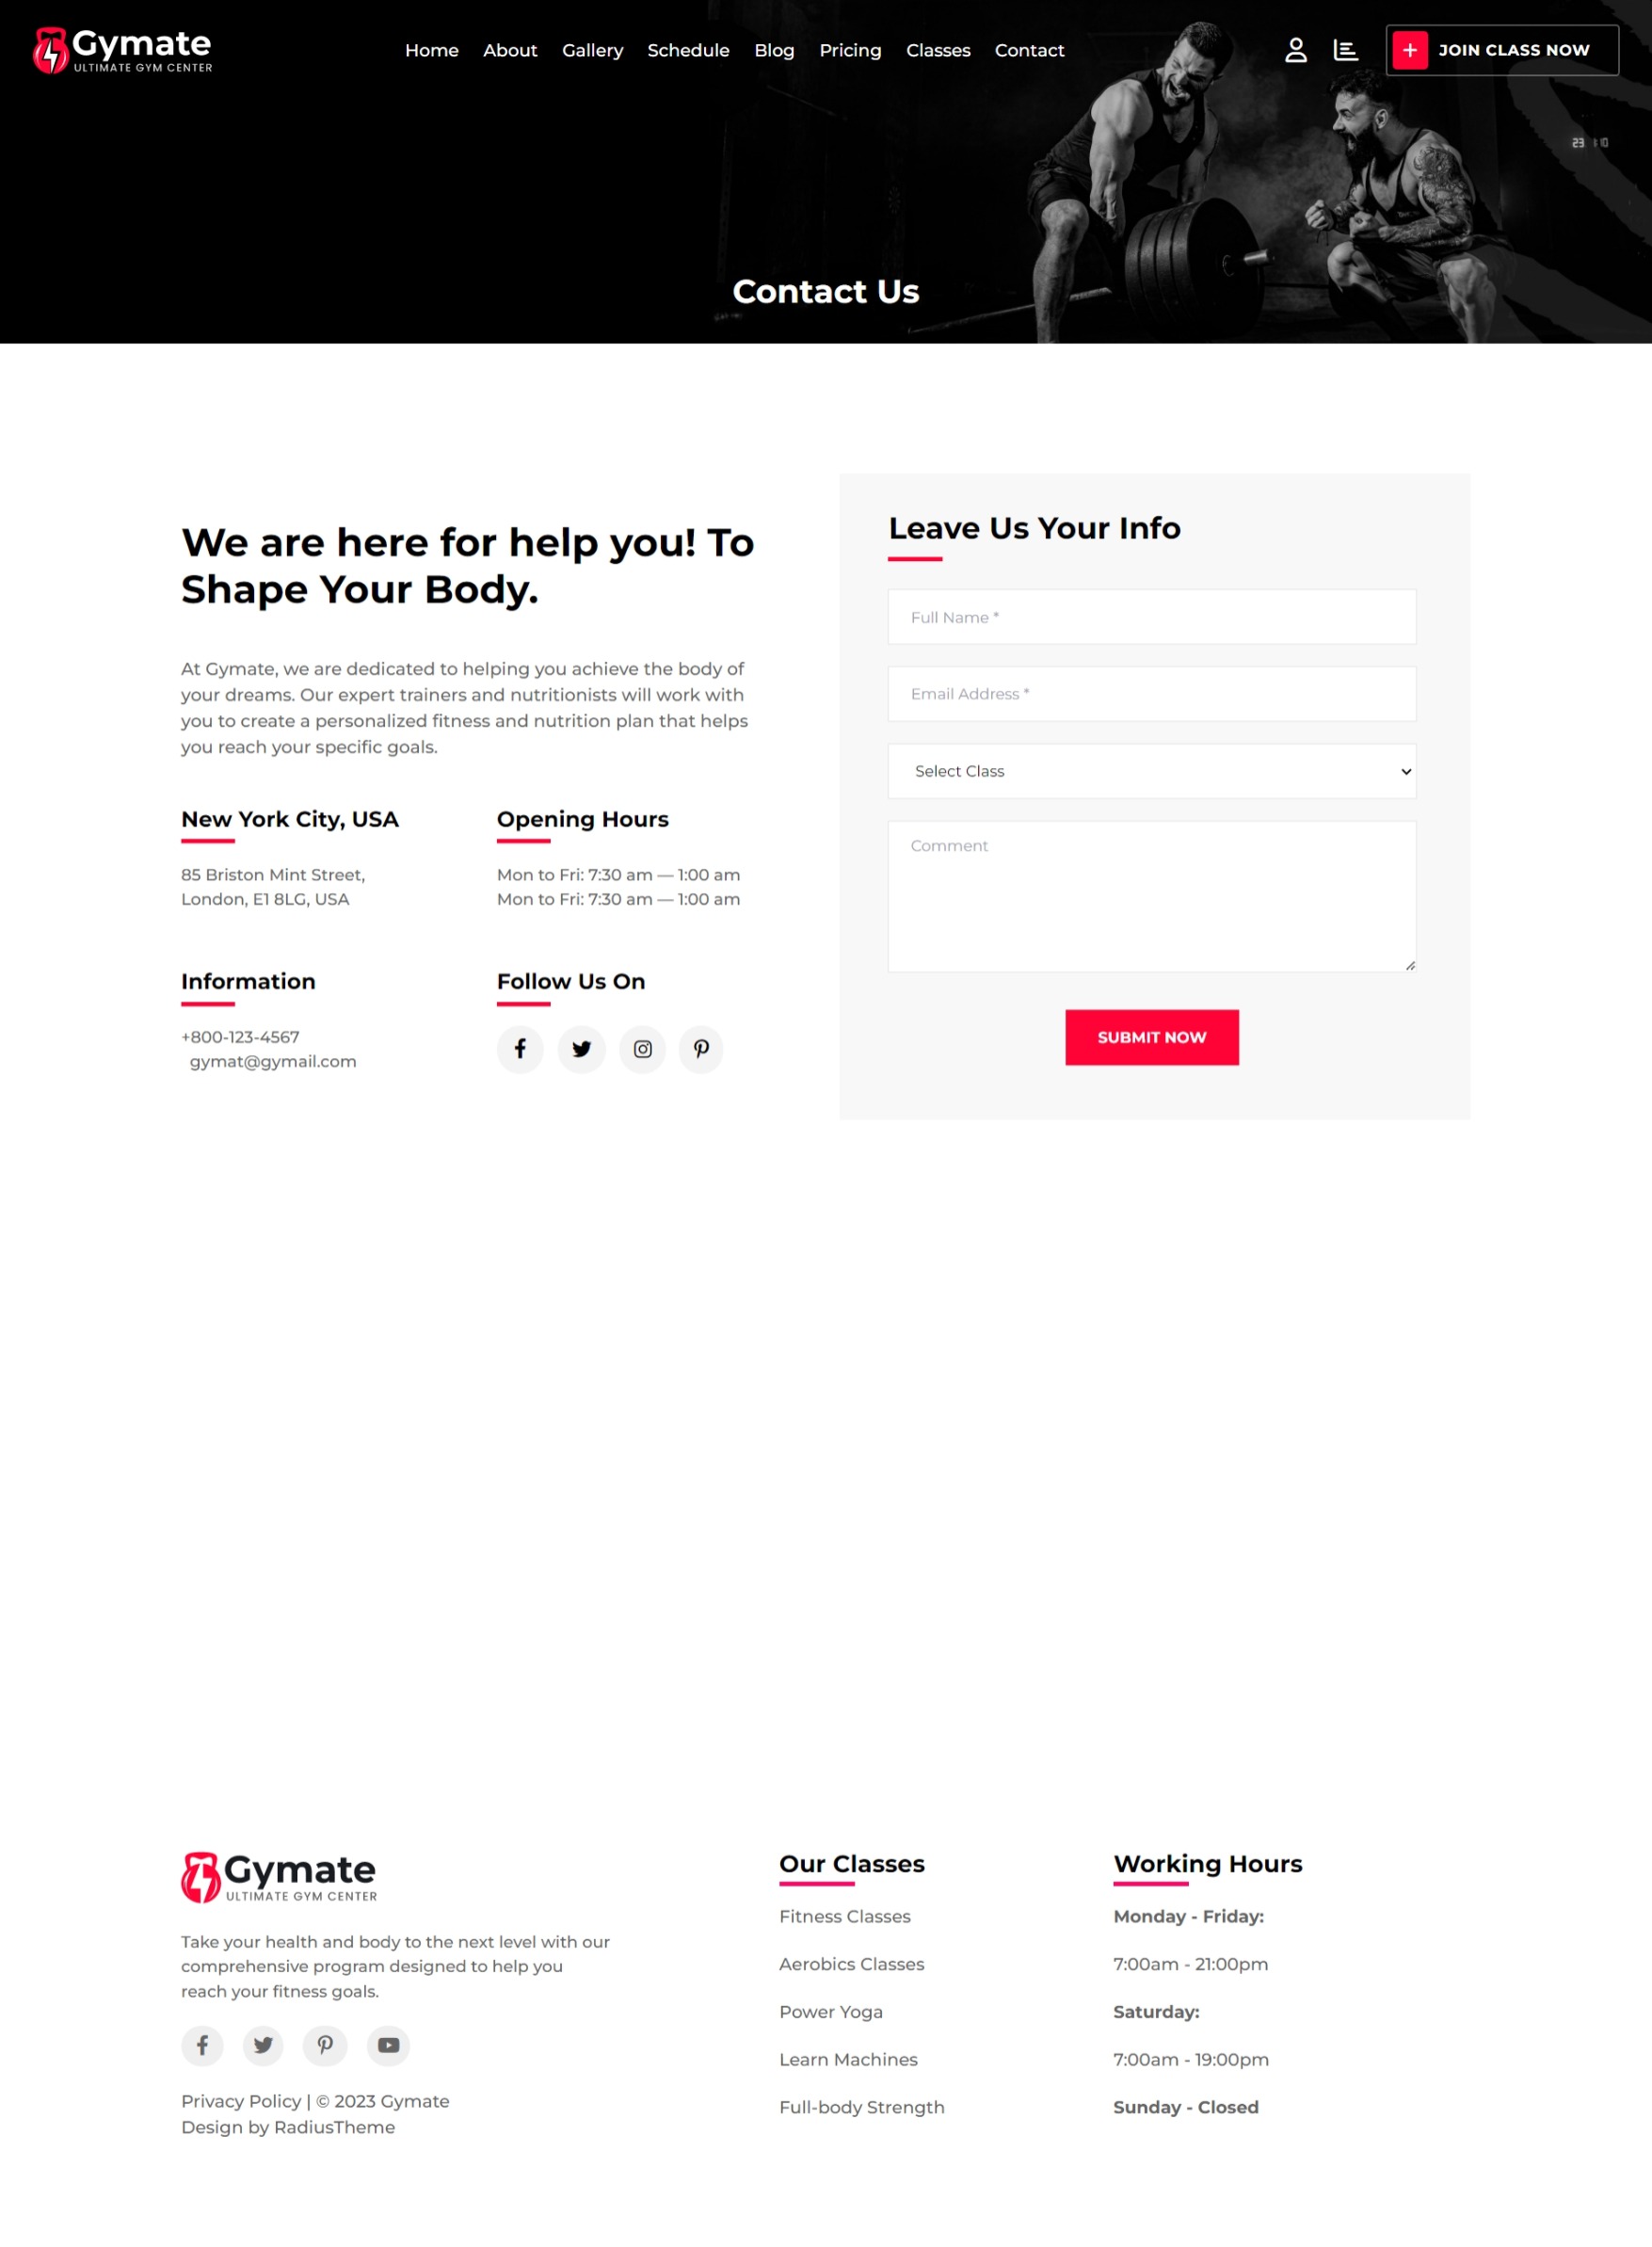 Gymate
ULTIMATE GYM CENTER
Home About Gallery Schedule Blog Pricing Classes Contact
JOIN CLASS NOW
Contact Us
We are here for help you! To
Shape Your Body.
At Gymate, we are dedicated to helping you achieve the body of
your dreams. Our expert trainers and nutritionists will work with
you to create a personalized fitness and nutrition plan that helps
you reach your specific goals.
New York City, USA
85 Briston Mint Street,
London, E1 8LG, USA
Opening Hours
Mon to Fri: 7:30 am — 1:00 am
Mon to Fri: 7:30 am — 1:00 am
Information
+800-123-4567
gymat@gymail.com
Follow Us On
Leave Us Your Info
Full Name *
Email Address *
Select Class
Comment
SUBMIT NOW
Gymate
ULTIMATE GYM CENTER
Take your health and body to the next level with our
comprehensive program designed to help you
reach your fitness goals.
Privacy Policy | © 2023 Gymate
Design by RadiusTheme
Our Classes
Fitness Classes
Aerobics Classes
Power Yoga
Learn Machines
Full-body Strength
Working Hours
Monday - Friday:
7:00am - 21:00pm
Saturday:
7:00am - 19:00pm
Sunday - Closed